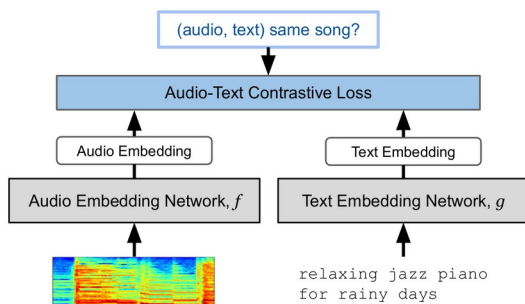 (audio, text) same song?
Audio-Text Contrastive Loss
Audio Embedding
Text Embedding
Audio Embedding Network, f
Text Embedding Network, g
relaxing jazz piano
for rainy days